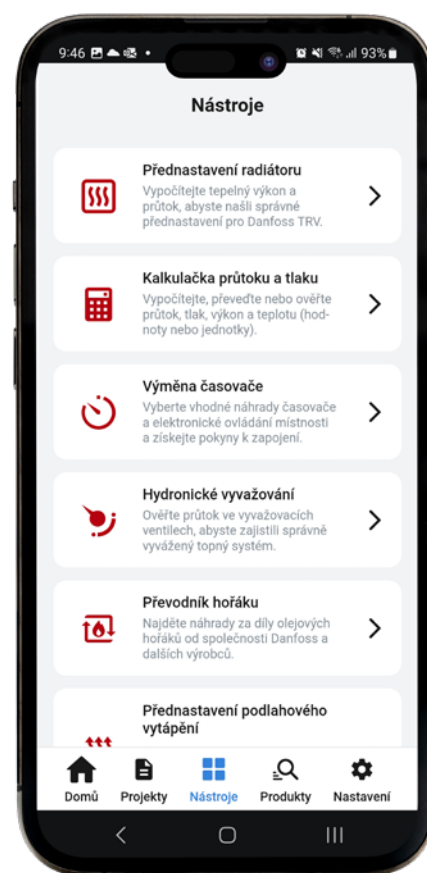 9:46 93%
Nástroje
Přednastavení radiátoru
Vypočítejte tepelný výkon a
průtok, abyste našli správné
přednastavení pro Danfoss TRV.
Kalkulačka průtoku a tlaku
Vypočítejte, převeďte nebo ověřte
průtok, tlak, výkon a teplotu (hod-
noty nebo jednotky).
Výměna časovače
Vyberte vhodné náhrady časovače
a elektronické ovládání místnosti
a získejte pokyny k zapojení.
Hydronické vyvažování
Ověřte průtok ve vyvažovacích
ventilech, abyste zajistili správně
vyvážený topný systém.
Převodník hořáku
Najděte náhrady za díly olejových
hořáků od společnosti Danfoss a
dalších výrobců.
Přednastavení podlahového
vytápění
Domů Projekty Nástroje Produkty Nastavení